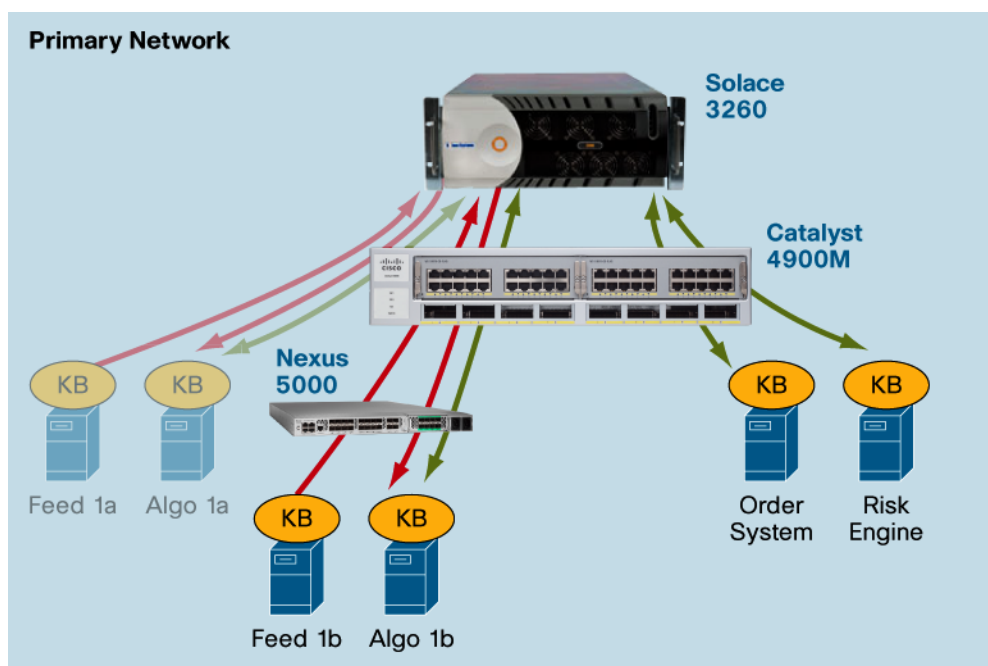 Primary Network
Solace
3260
Catalyst
4900M
CISCO
Nexus
5000
KB
KB
KB
KB
Feed 1a
Algo 1a
KB
KB
Order
System
Risk
Engine
Feed 1b
Algo 1b